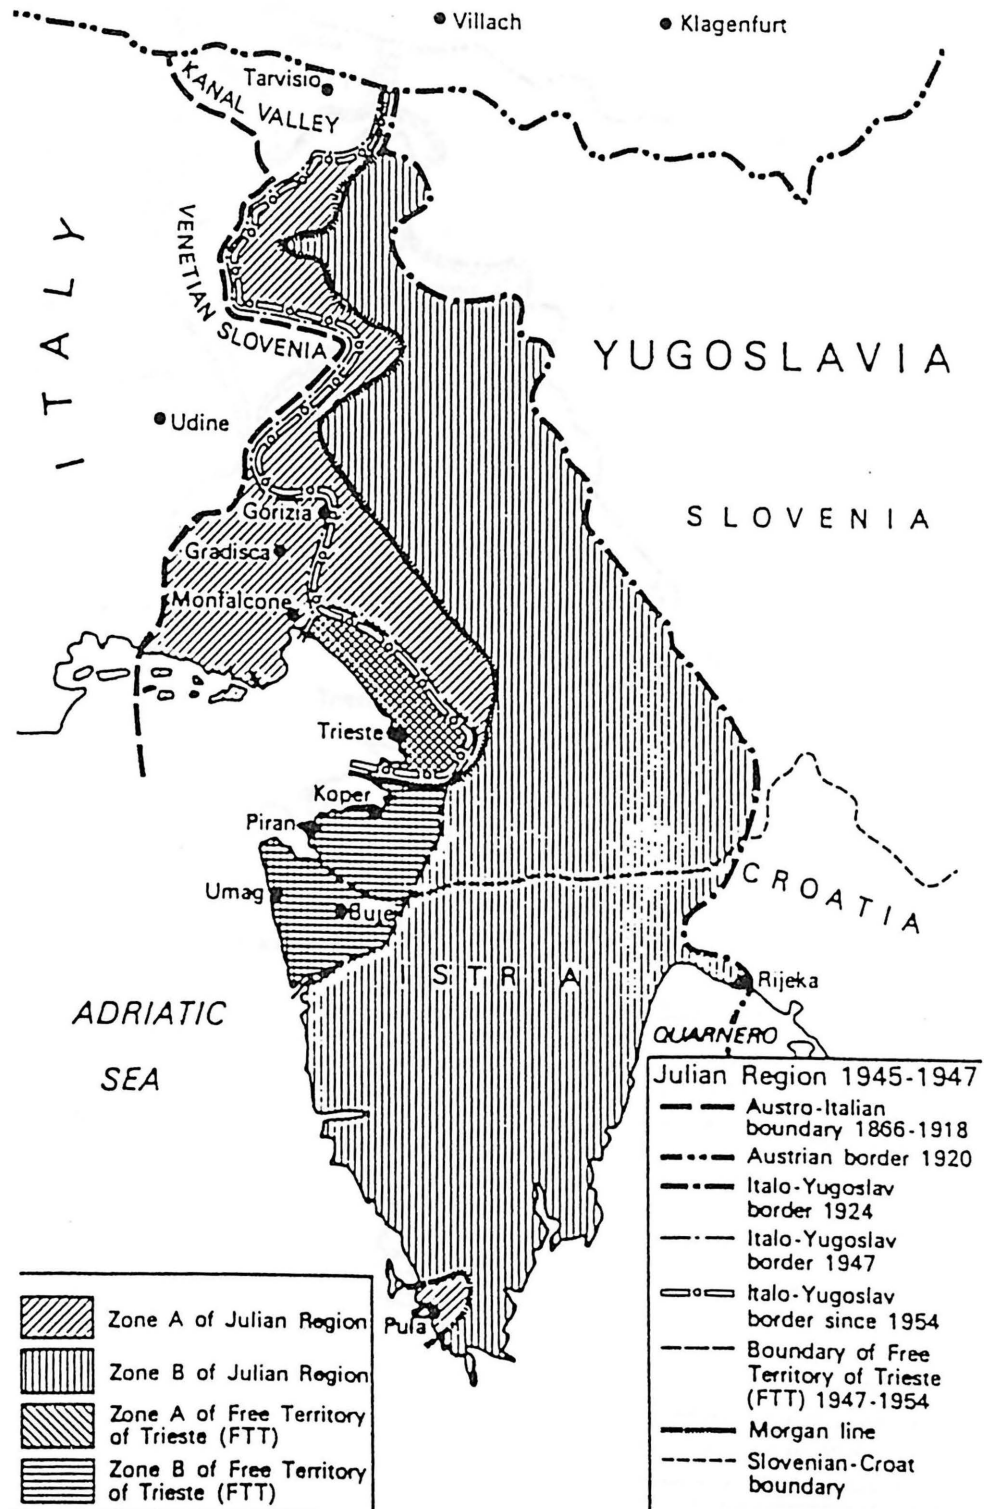 Villach
Klagenfurt
Tarvisio
KANAL VALLEY
ITALY
VENETIAN SLOVENIA
YUGOSLAVIA
Udine
SLOVENIA
Gorizia
Gradisca
Monfalcone
Trieste
Koper
Piran
Umag
Buje
CROATIA
ISTRIA
Rijeka
ADRIATIC
SEA
QUARNERO
Pula
Julian Region 1945-1947
Austro-Italian
boundary 1866-1918
Austrian border 1920
Italo-Yugoslav
border 1924
Italo-Yugoslav
border 1947
Italo-Yugoslav
border since 1954
Boundary of Free
Territory of Trieste
(FTT) 1947-1954
Morgan line
Slovenian-Croat
boundary
Zone A of Julian Region
Zone B of Julian Region
Zone A of Free Territory
of Trieste (FTT)
Zone B of Free Territory
of Trieste (FTT)